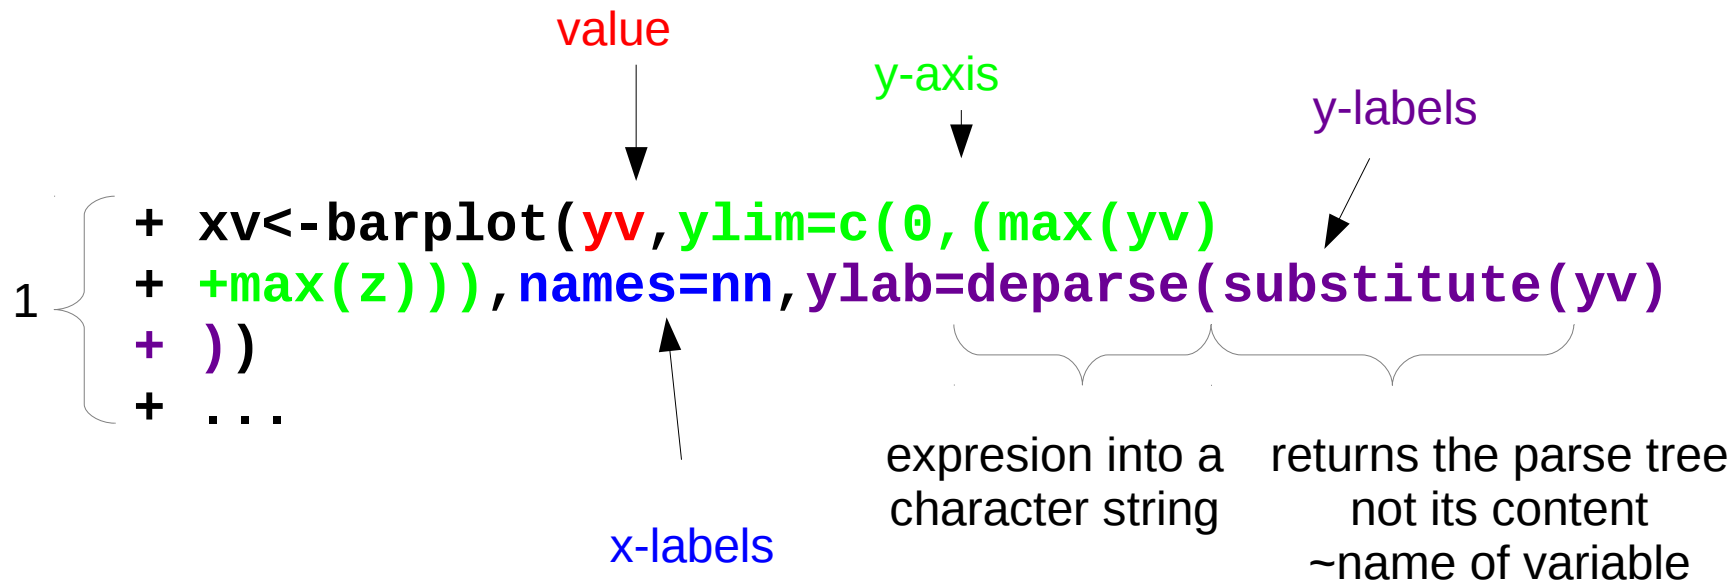 value
y-axis
y-labels
+ xv<-barplot(yv,ylim=c(0,(max(yv)
1
+ +max(z))),names=nn,ylab=deparse(substitute(yv)
+ ))
+ ...
expresion into a
character string
returns the parse tree
not its content
~name of variable
x-labels